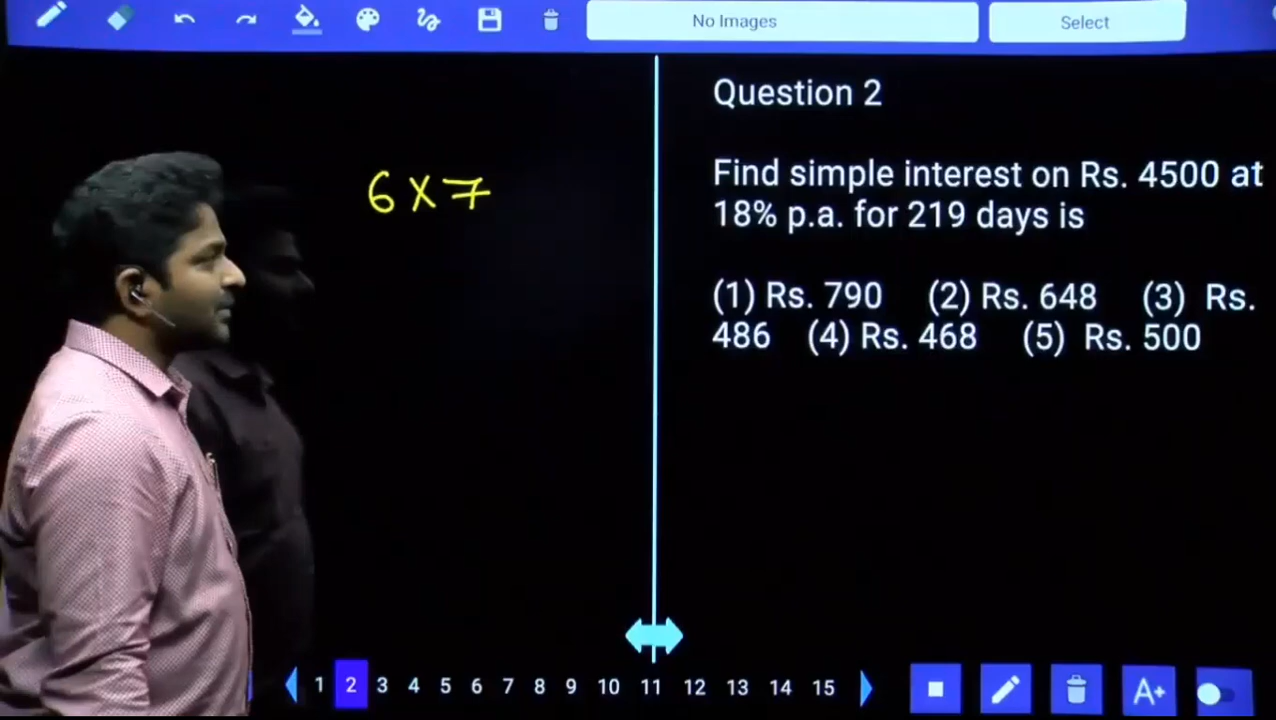 No Images
Select
6 X 7
Question 2
Find simple interest on Rs. 4500 at
18% p.a. for 219 days is
(1) Rs. 790 (2) Rs. 648 (3) Rs.
486 (4) Rs. 468 (5) Rs. 500
1 2 3 4 5 6 7 8 9 10 11 12 13 14 15
A+